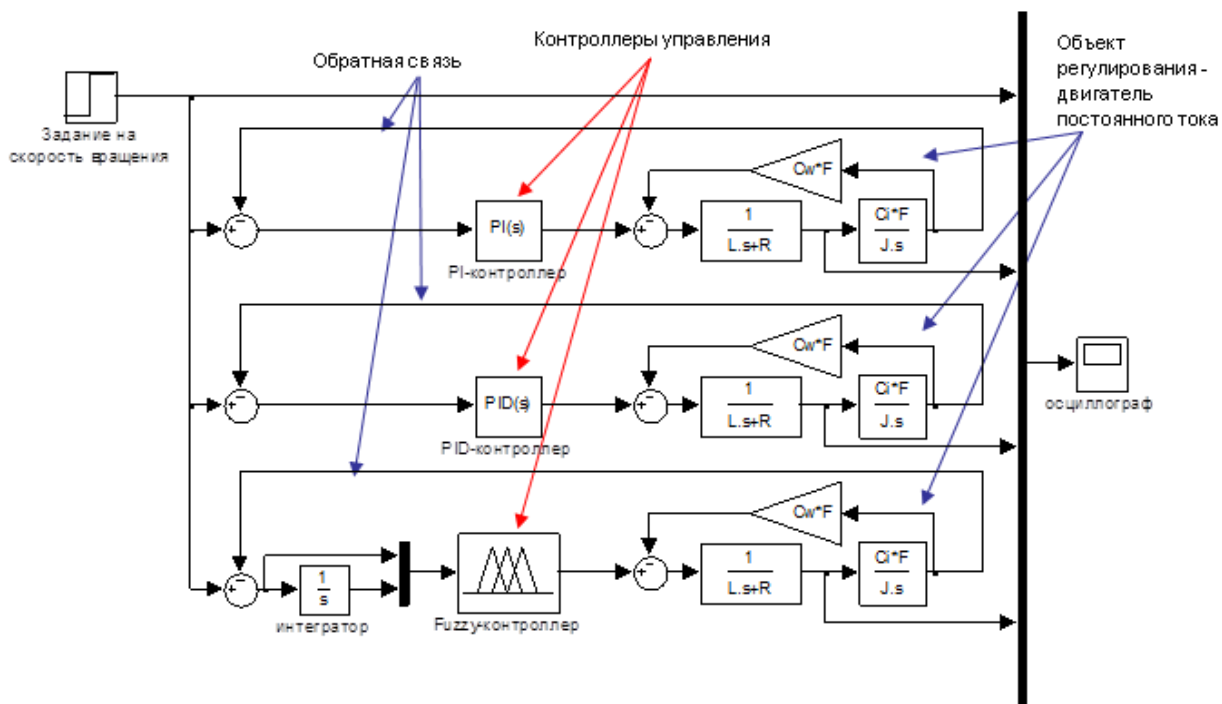 Контроллеры управления
Обратная связь
Объект
регулирования -
двигатель
постоянного тока
Задание на
скорость вращения
Cw*F
PI(s)
1
L.s+R
Ci*F
J.s
PI-контроллер
Cw*F
PID(s)
1
L.s+R
Ci*F
J.s
PID-контроллер
осциллограф
Cw*F
1
s
интегратор
Fuzzy-контроллер
1
L.s+R
Ci*F
J.s